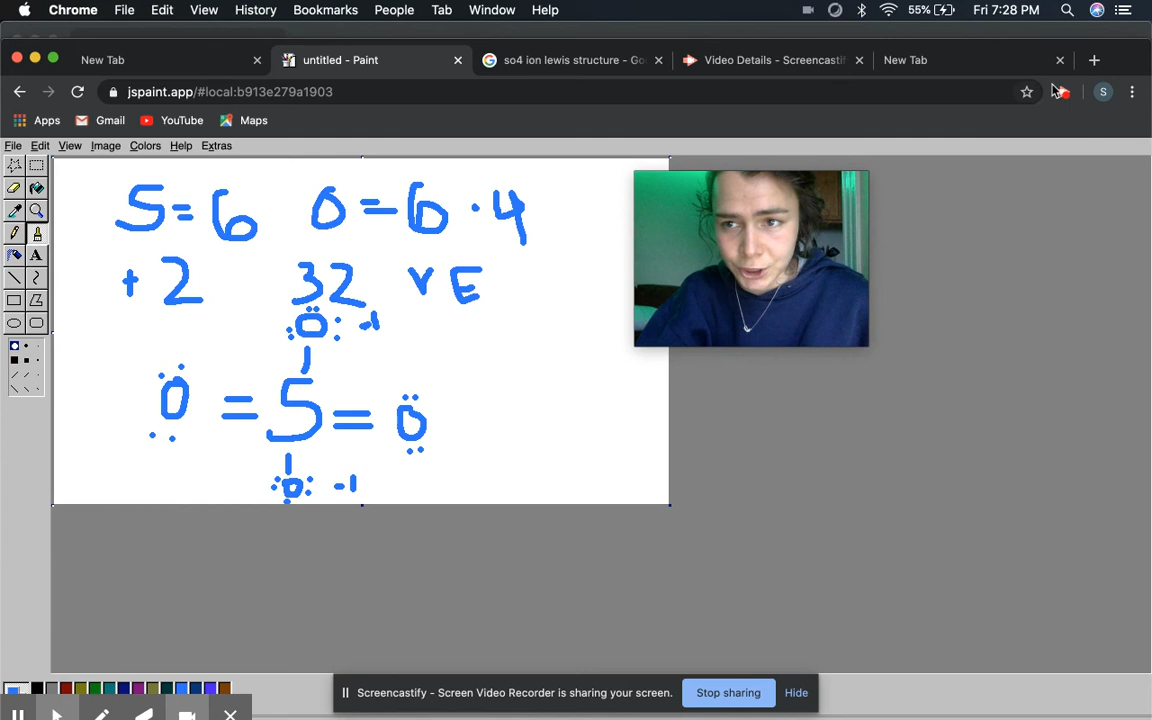 Chrome File Edit View History Bookmarks People Tab Window Help 55% Fri 7:28 PM
New Tab untitled - Paint so4 ion lewis structure - Go Video Details - Screencastif New Tab
jspaint.app/#local:b913e279a1903 S
Apps Gmail YouTube Maps
File Edit View Image Colors Help Extras
S = 6 O = 6 · 4
+ 2 32 VE
O -1
O = S = O
O -1
Screencastify - Screen Video Recorder is sharing your screen. Stop sharing Hide